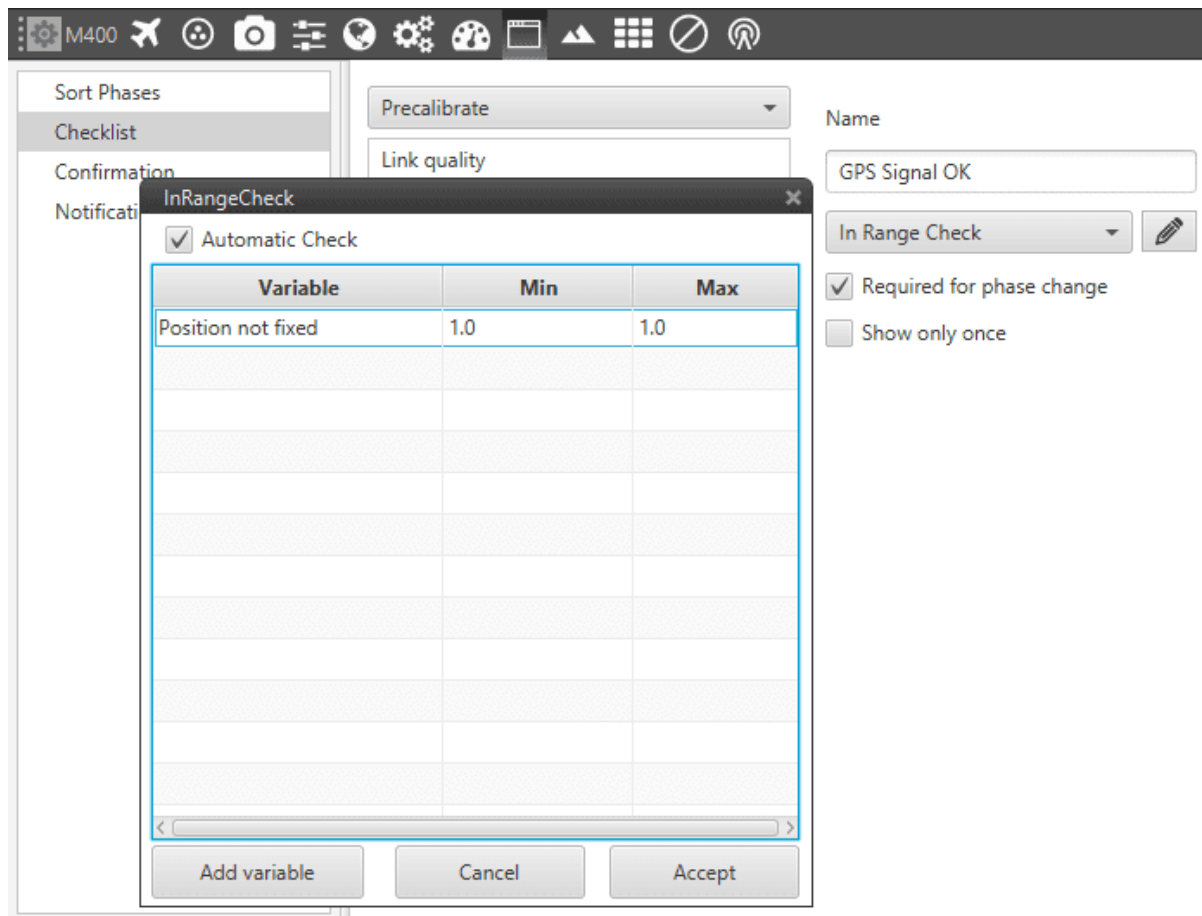 M400
Sort Phases
Checklist
Confirmation
Notificati
Precalibrate
Link quality
Name
GPS Signal OK
In Range Check
Required for phase change
Show only once
InRangeCheck
Automatic Check
Variable Min Max
Position not fixed 1.0 1.0
Add variable Cancel Accept